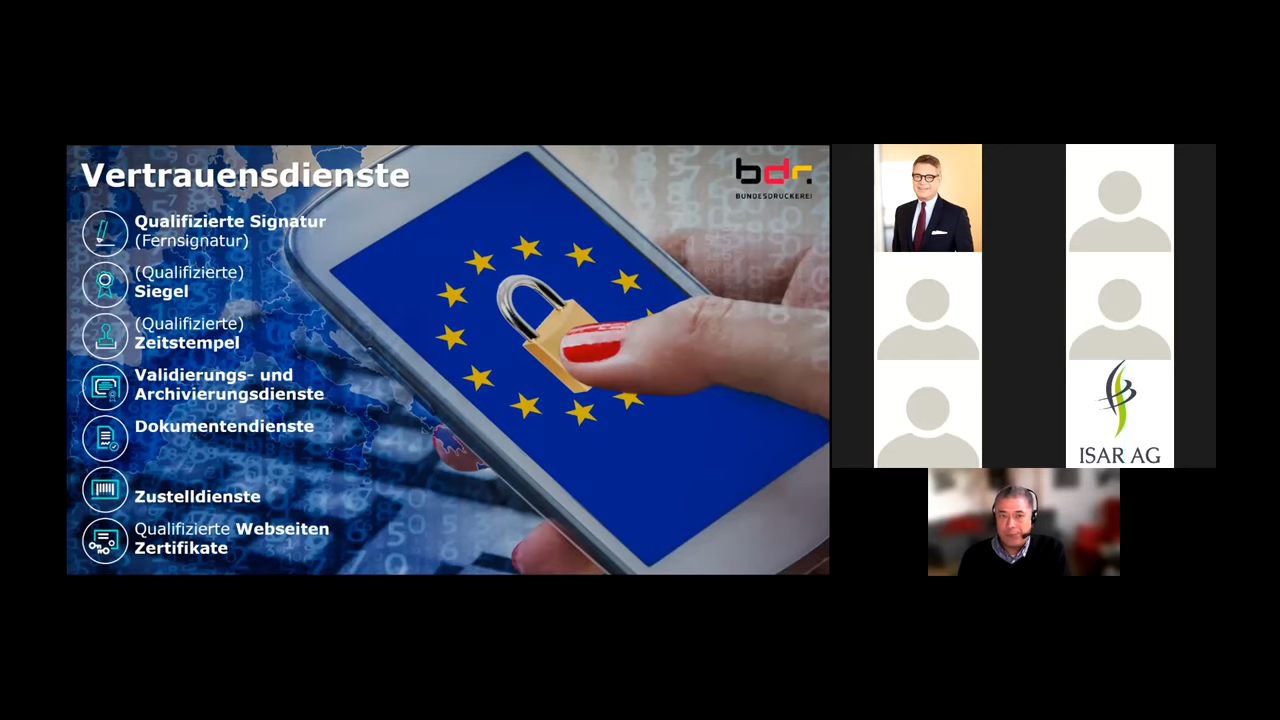 Vertrauensdienste
bdr.
BUNDESDRUCKEREI
Qualifizierte Signatur
(Fernsignatur)
(Qualifizierte)
Siegel
(Qualifizierte)
Zeitstempel
Validierungs- und
Archivierungsdienste
Dokumentendienste
Zustelldienste
Qualifizierte Webseiten
Zertifikate
ISAR AG